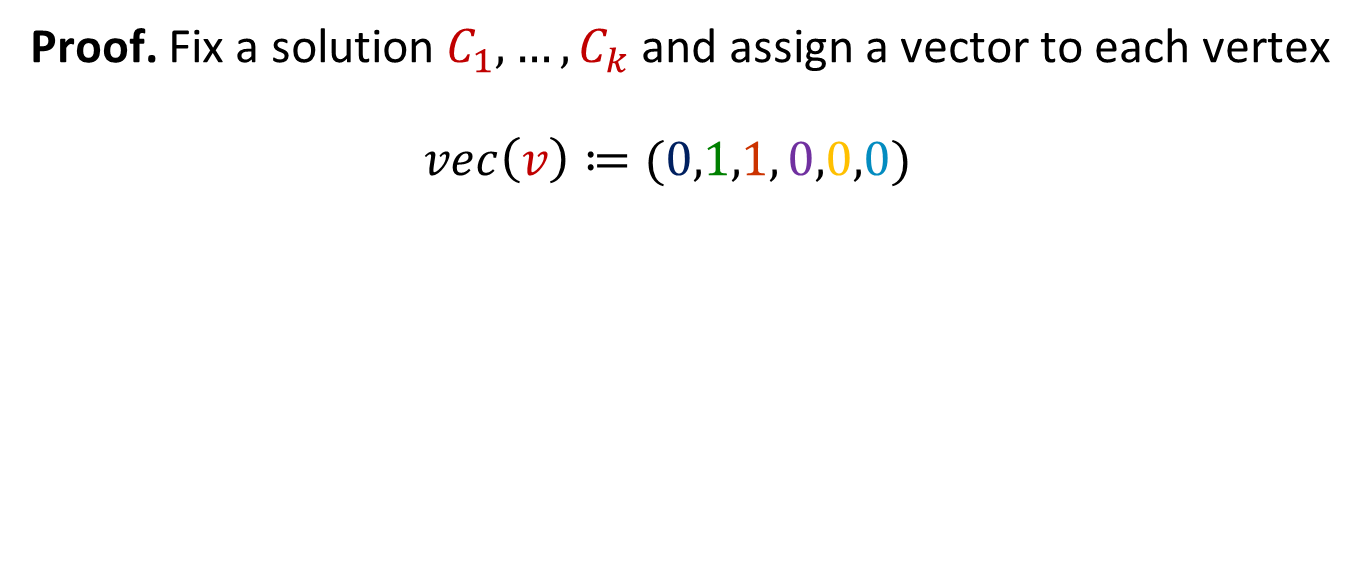 Proof. Fix a solution C₁, … , Cₖ and assign a vector to each vertex
vec(v) ≔ (0,1,1, 0,0,0)